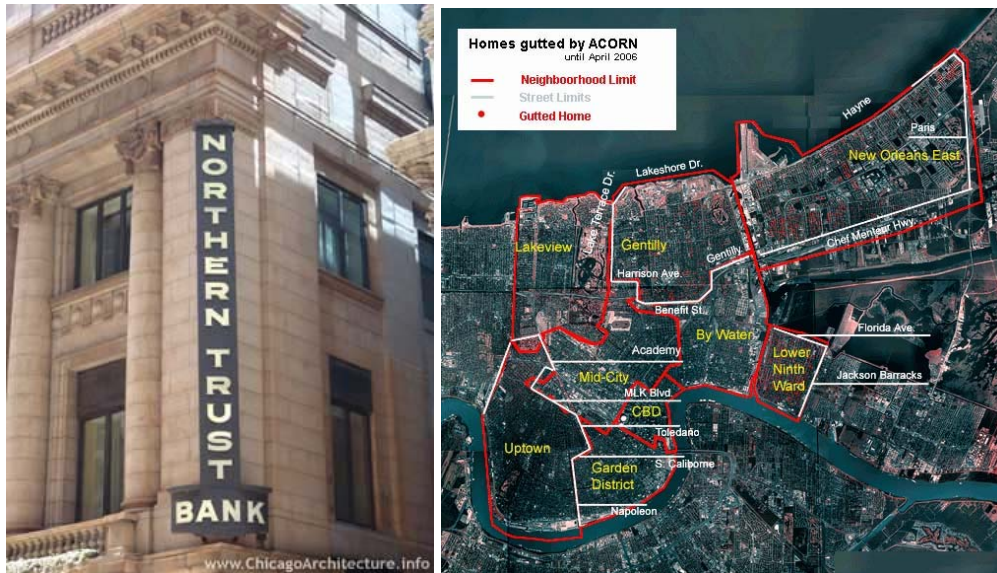 NORTHERN TRUST
BANK
www.ChicagoArchitecture.info
Homes gutted by ACORN
until April 2006
Neighboorhood Limit
Street Limits
Gutted Home
Hayne
Paris
New Orleans East
Lakeshore Dr.
Lake Terrace Dr.
Chef Menteur Hwy.
Lakeview
Gentilly
Gentilly
Harrison Ave.
Benefit St.
Florida Ave.
By Water
Academy
Lower
Ninth
Ward
Mid-City
Jackson Barracks
MLK Blvd.
CBD
Toledano
Uptown
S. Caliborne
Garden
District
Napoleon